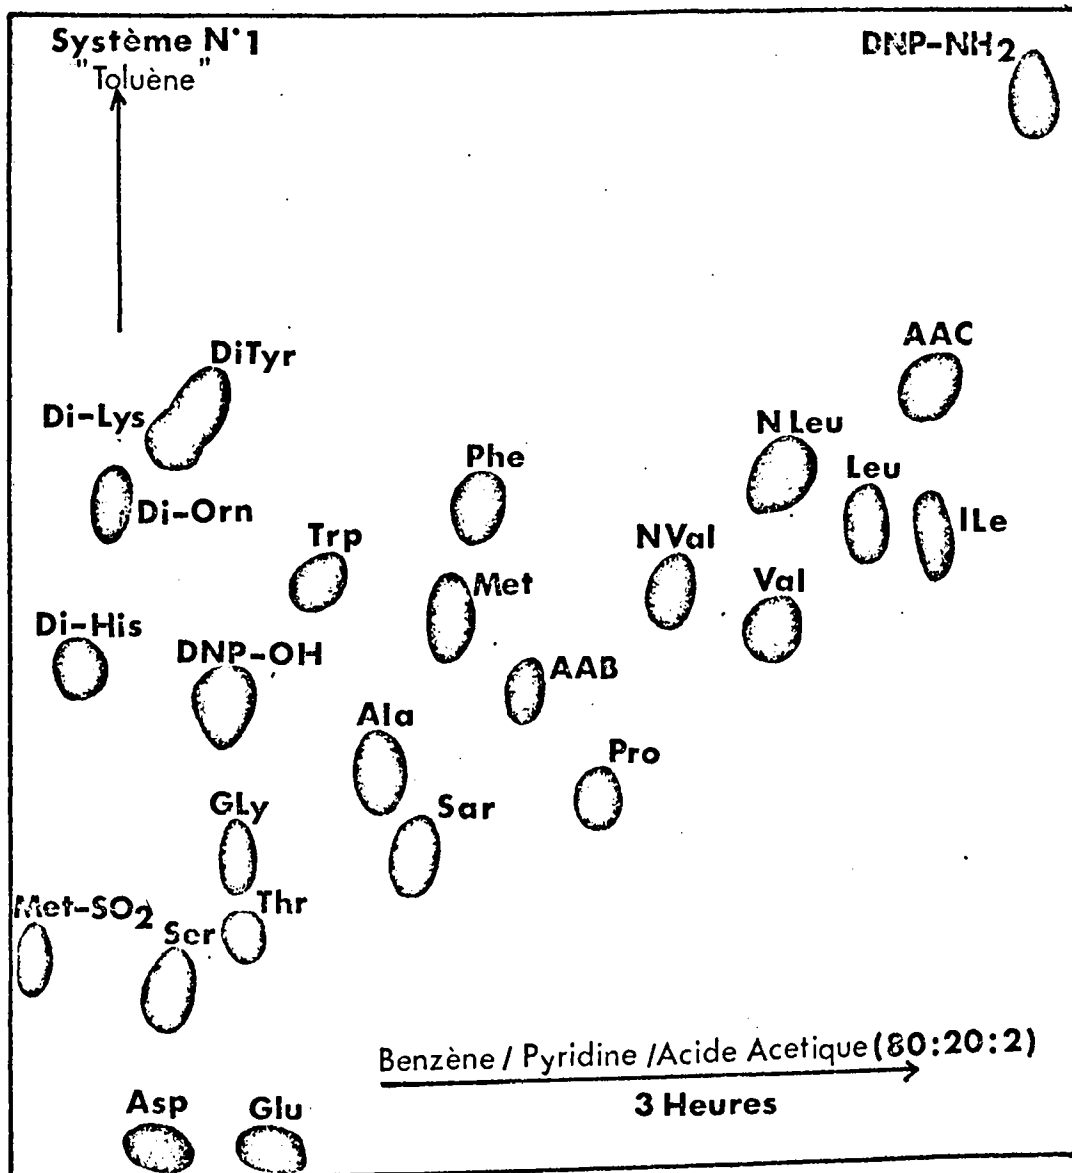 Système N°1
"Toluène"
DNP-NH2
AAC
DiTyr
Di-Lys
N Leu
Phe
Leu
Di-Orn
ILe
Trp
NVal
Met
Val
Di-His
DNP-OH
AAB
Ala
Pro
GLy
Sar
Met-SO2
Thr
Ser
Benzène / Pyridine /Acide Acetique (80:20:2)
3 Heures
Asp
Glu